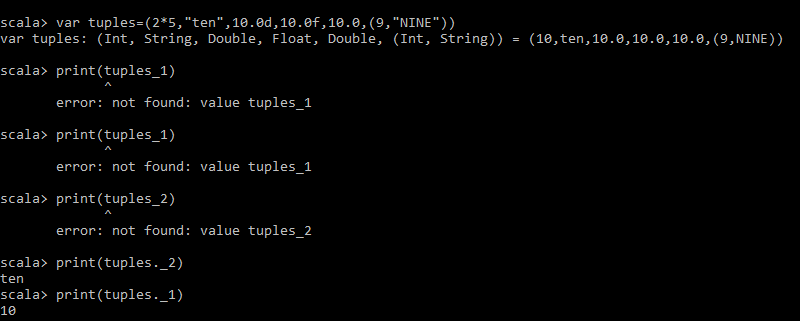 scala> var tuples=(2*5,"ten",10.0d,10.0f,10.0,(9,"NINE"))
var tuples: (Int, String, Double, Float, Double, (Int, String)) = (10,ten,10.0,10.0,10.0,(9,NINE))
scala> print(tuples_1)
^
error: not found: value tuples_1
scala> print(tuples_1)
^
error: not found: value tuples_1
scala> print(tuples_2)
^
error: not found: value tuples_2
scala> print(tuples._2)
ten
scala> print(tuples._1)
10